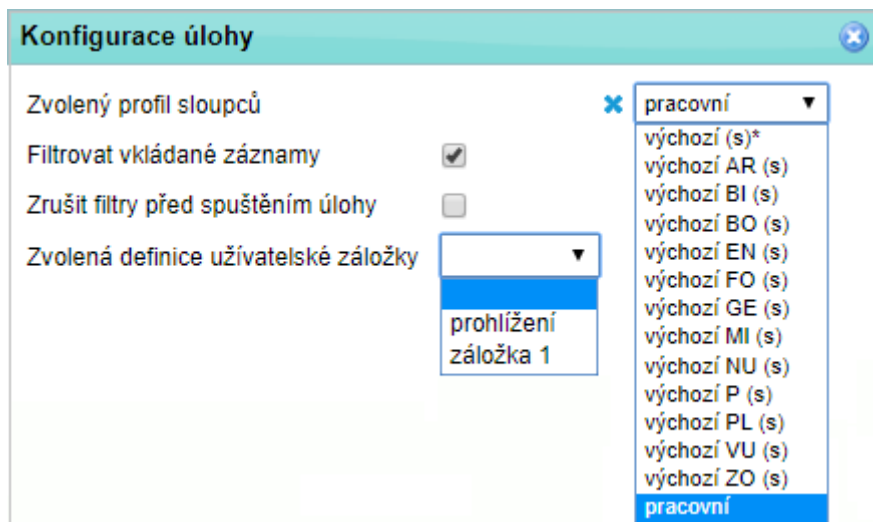 Konfigurace úlohy
Zvolený profil sloupců
pracovní
Filtrovat vkládané záznamy
Zrušit filtry před spuštěním úlohy
Zvolená definice užívatelské záložky
prohlížení
záložka 1
výchozí (s)*
výchozí AR (s)
výchozí BI (s)
výchozí BO (s)
výchozí EN (s)
výchozí FO (s)
výchozí GE (s)
výchozí MI (s)
výchozí NU (s)
výchozí P (s)
výchozí PL (s)
výchozí VU (s)
výchozí ZO (s)
pracovní